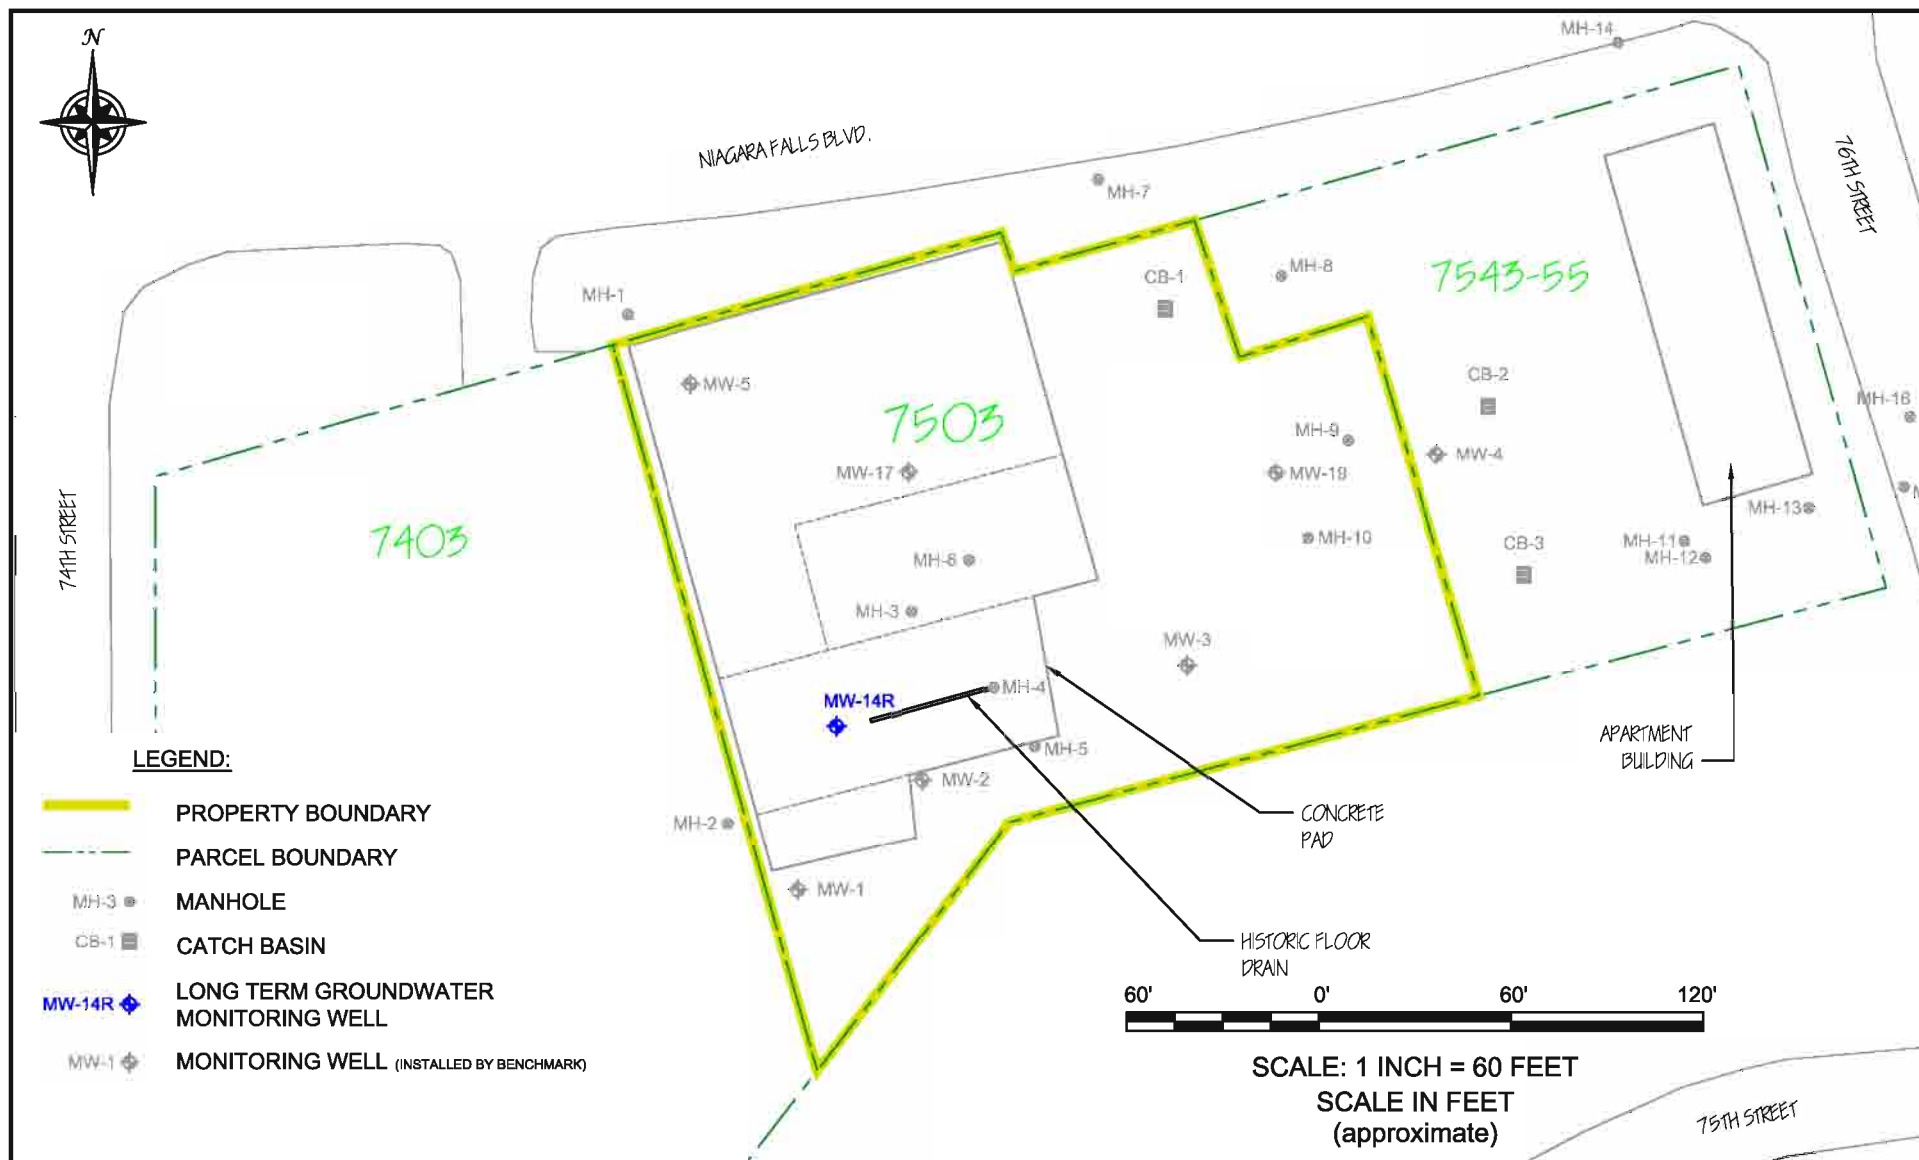 N
MH-14
NIAGARA FALLS BLVD.
76TH STREET
MH-7
MH-8
7543-55
CB-1
MH-1
CB-2
MW-5
7503
MH-16
MH-9
MW-4
MW-17
MW-18
74TH STREET
7403
MH-13
MH-10
MH-11
CB-3
MH-12
MH-6
MH-3
MW-3
MH-4
MW-14R
APARTMENT
BUILDING
MH-5
MW-2
CONCRETE
PAD
MH-2
MW-1
HISTORIC FLOOR
DRAIN
LEGEND:
PROPERTY BOUNDARY
PARCEL BOUNDARY
MH-3 MANHOLE
CB-1 CATCH BASIN
MW-14R LONG TERM GROUNDWATER
MONITORING WELL
MW-1 MONITORING WELL (INSTALLED BY BENCHMARK)
60' 0' 60' 120'
SCALE: 1 INCH = 60 FEET
SCALE IN FEET
(approximate)
75TH STREET